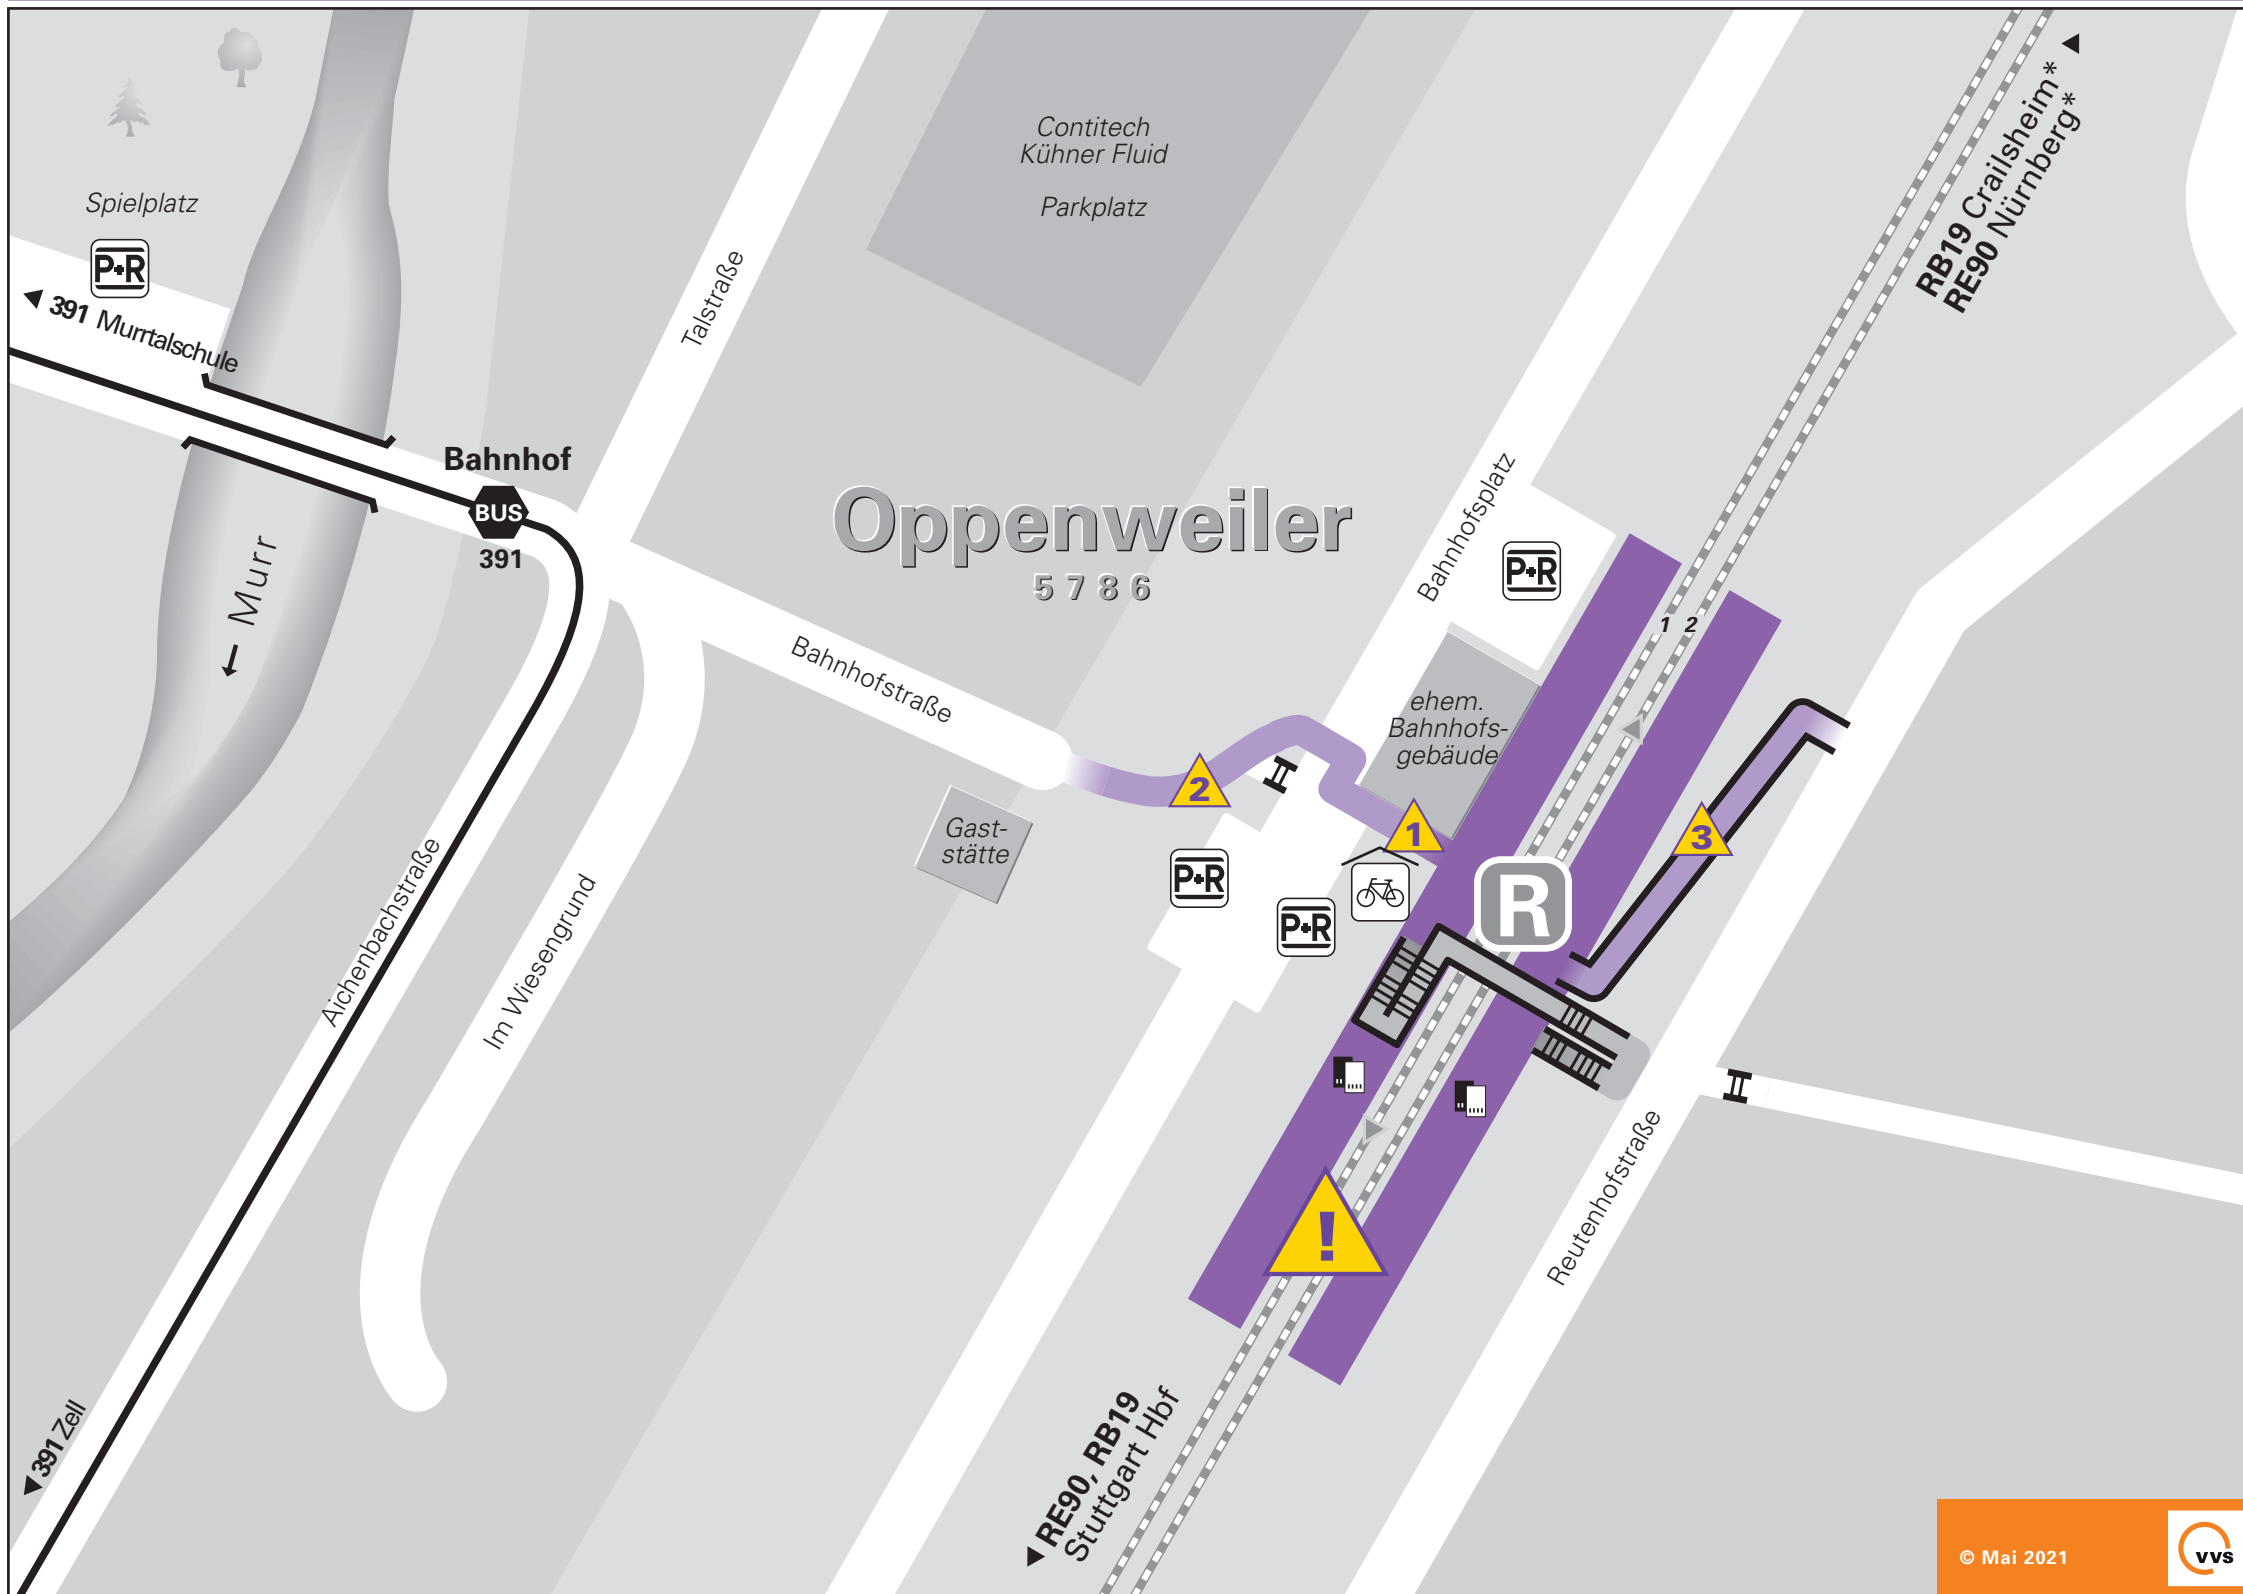 Contitech
Kühner Fluid
Parkplatz
RB19 Crailsheim*
RE90 Nürnberg*
Spielplatz
P+R
391 Murrtalschule
Talstraße
Bahnhof
BUS
391
Murr
Oppenweiler
5786
Bahnhofsplatz
P+R
1 2
Bahnhofstraße
ehem.
Bahnhofs-
gebäude
2
1
3
Gast-
stätte
P+R
P+R
R
Aichenbachstraße
Im Wiesengrund
!
Reutenhofstraße
391 Zell
RE90, RB19
Stuttgart Hbf
© Mai 2021
VVS